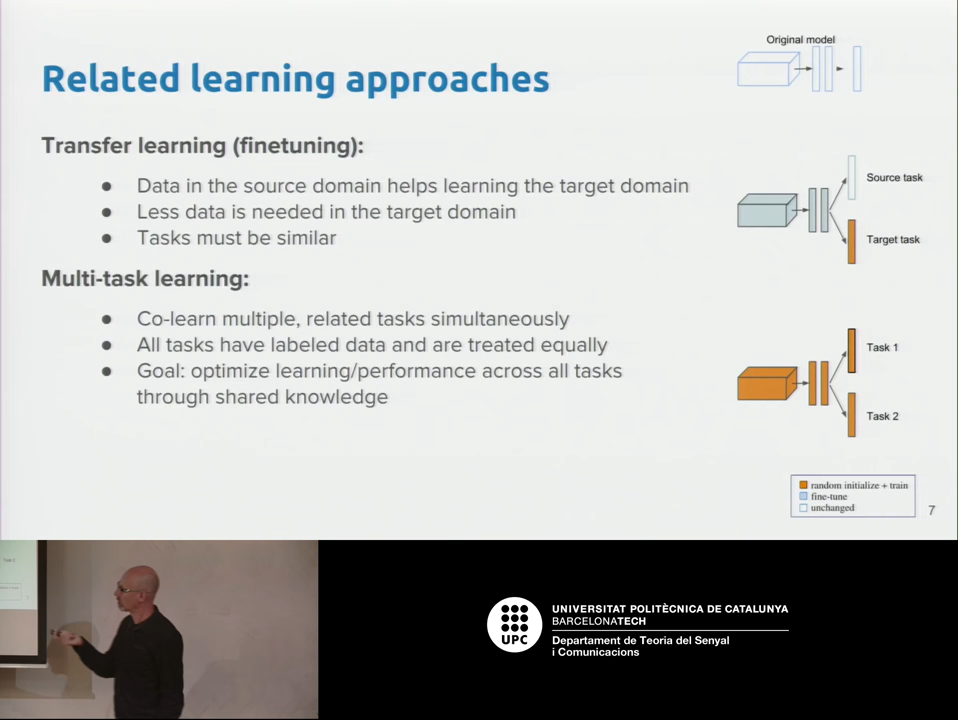 Related learning approaches
Original model
Transfer learning (finetuning):
● Data in the source domain helps learning the target domain
● Less data is needed in the target domain
● Tasks must be similar
Source task
Target task
Multi-task learning:
● Co-learn multiple, related tasks simultaneously
● All tasks have labeled data and are treated equally
● Goal: optimize learning/performance across all tasks
through shared knowledge
Task 1
Task 2
random initialize + train
fine-tune
unchanged
7
UPC
UNIVERSITAT POLITÈCNICA DE CATALUNYA
BARCELONATECH
Departament de Teoria del Senyal
i Comunicacions